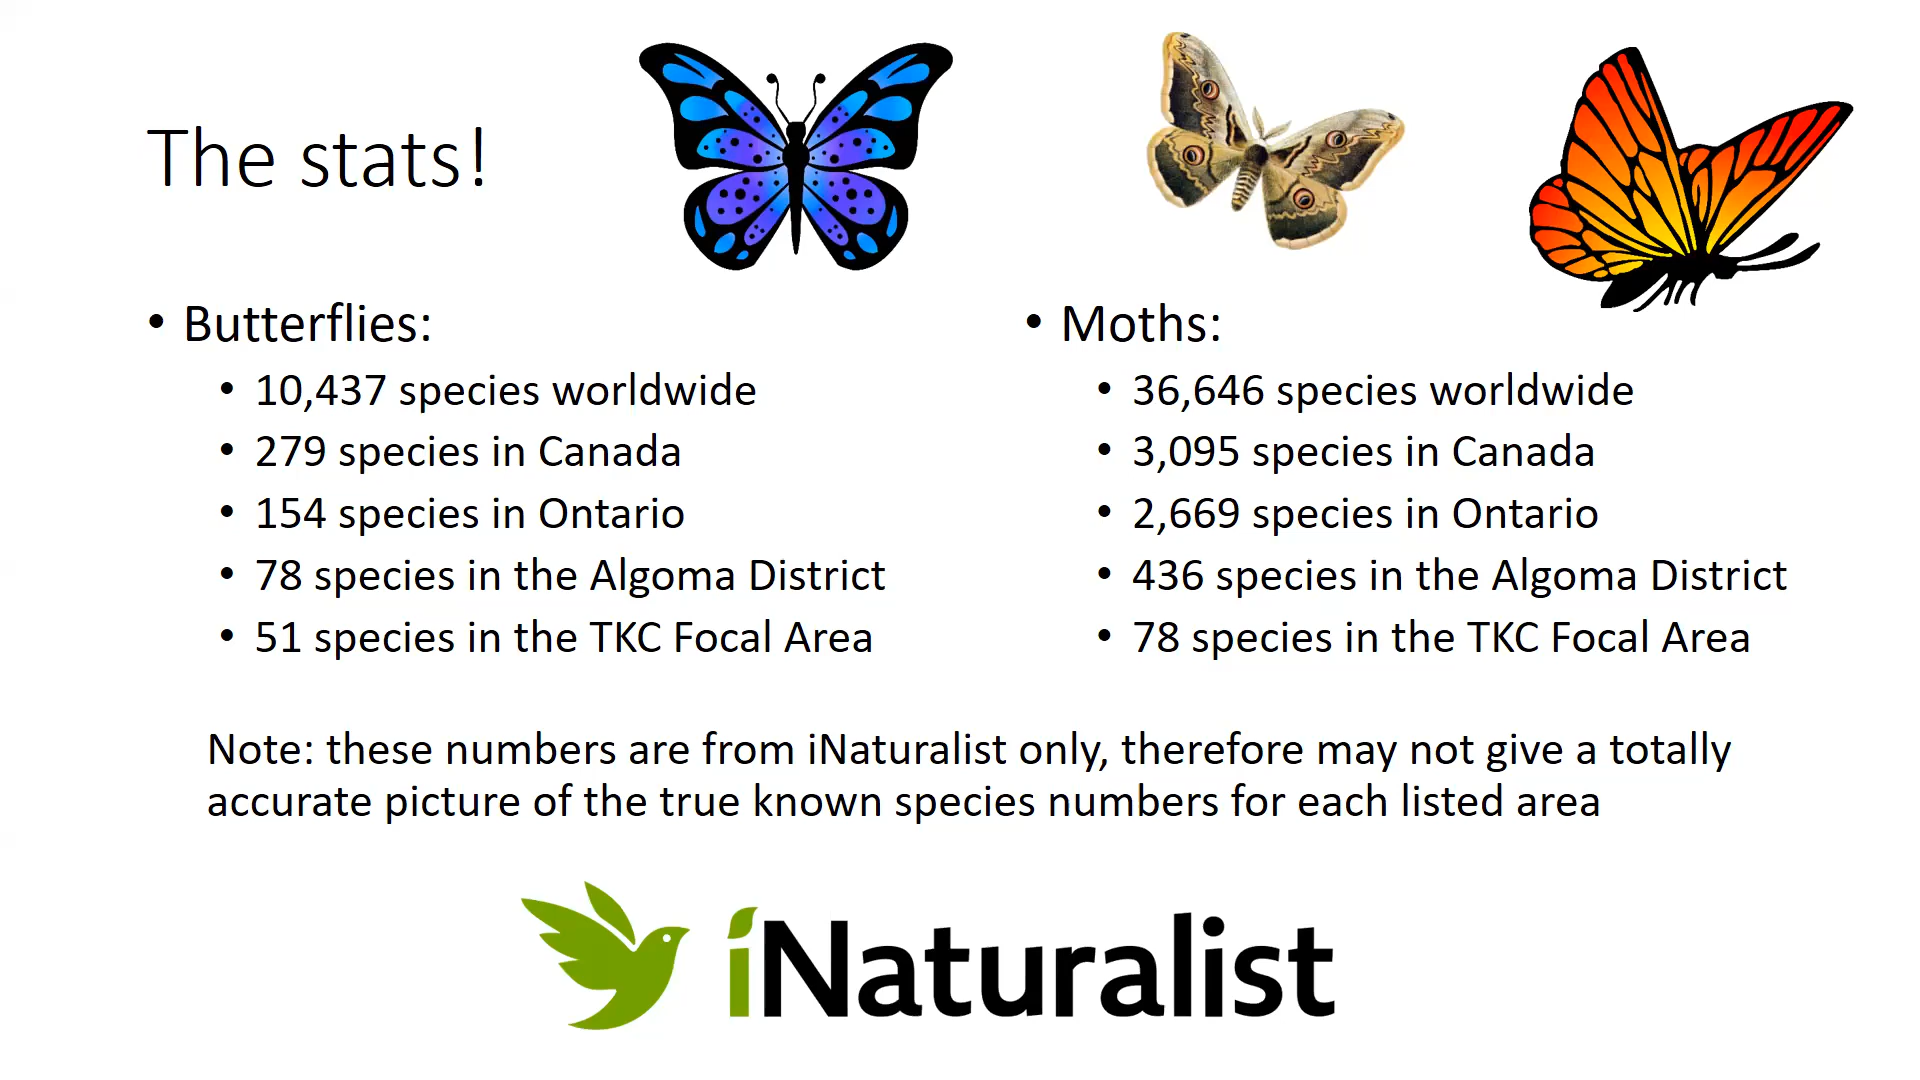 The stats!
• Butterflies:
• 10,437 species worldwide
• 279 species in Canada
• 154 species in Ontario
• 78 species in the Algoma District
• 51 species in the TKC Focal Area
• Moths:
• 36,646 species worldwide
• 3,095 species in Canada
• 2,669 species in Ontario
• 436 species in the Algoma District
• 78 species in the TKC Focal Area
Note: these numbers are from iNaturalist only, therefore may not give a totally
accurate picture of the true known species numbers for each listed area
iNaturalist